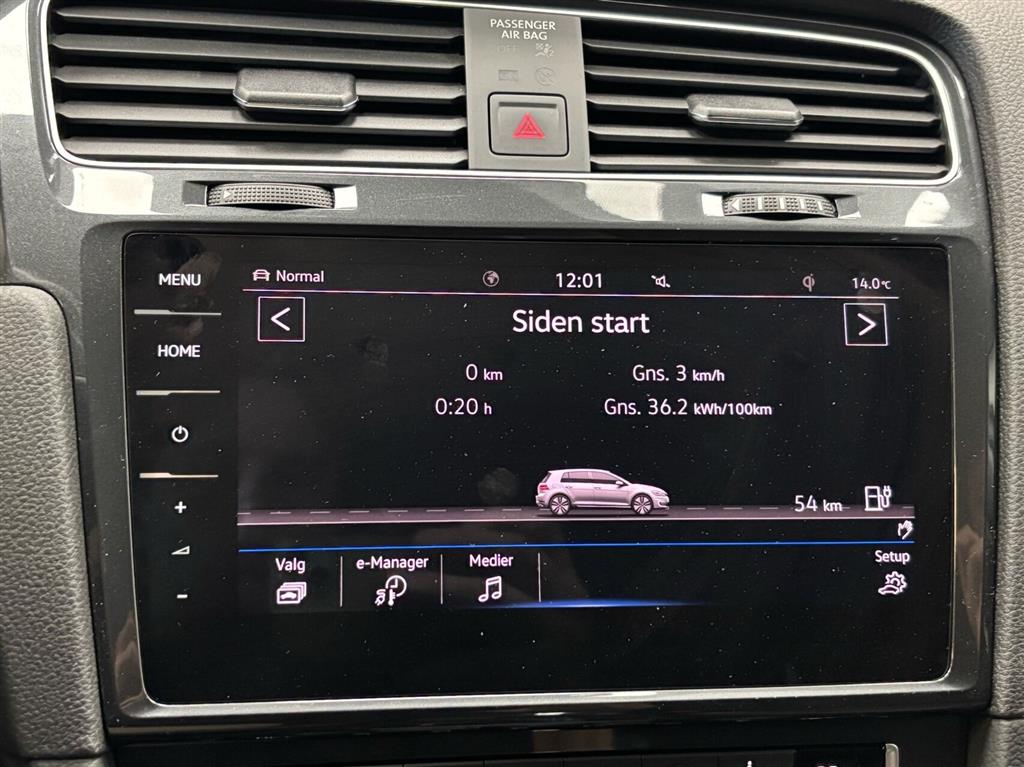 PASSENGER
AIR BAG
OFF
MENU
HOME
Normal
12:01
14.0°C
Siden start
0 km
Gns. 3 km/h
0:20 h
Gns. 36.2 kWh/100km
54 km
Valg
e-Manager
Medier
Setup